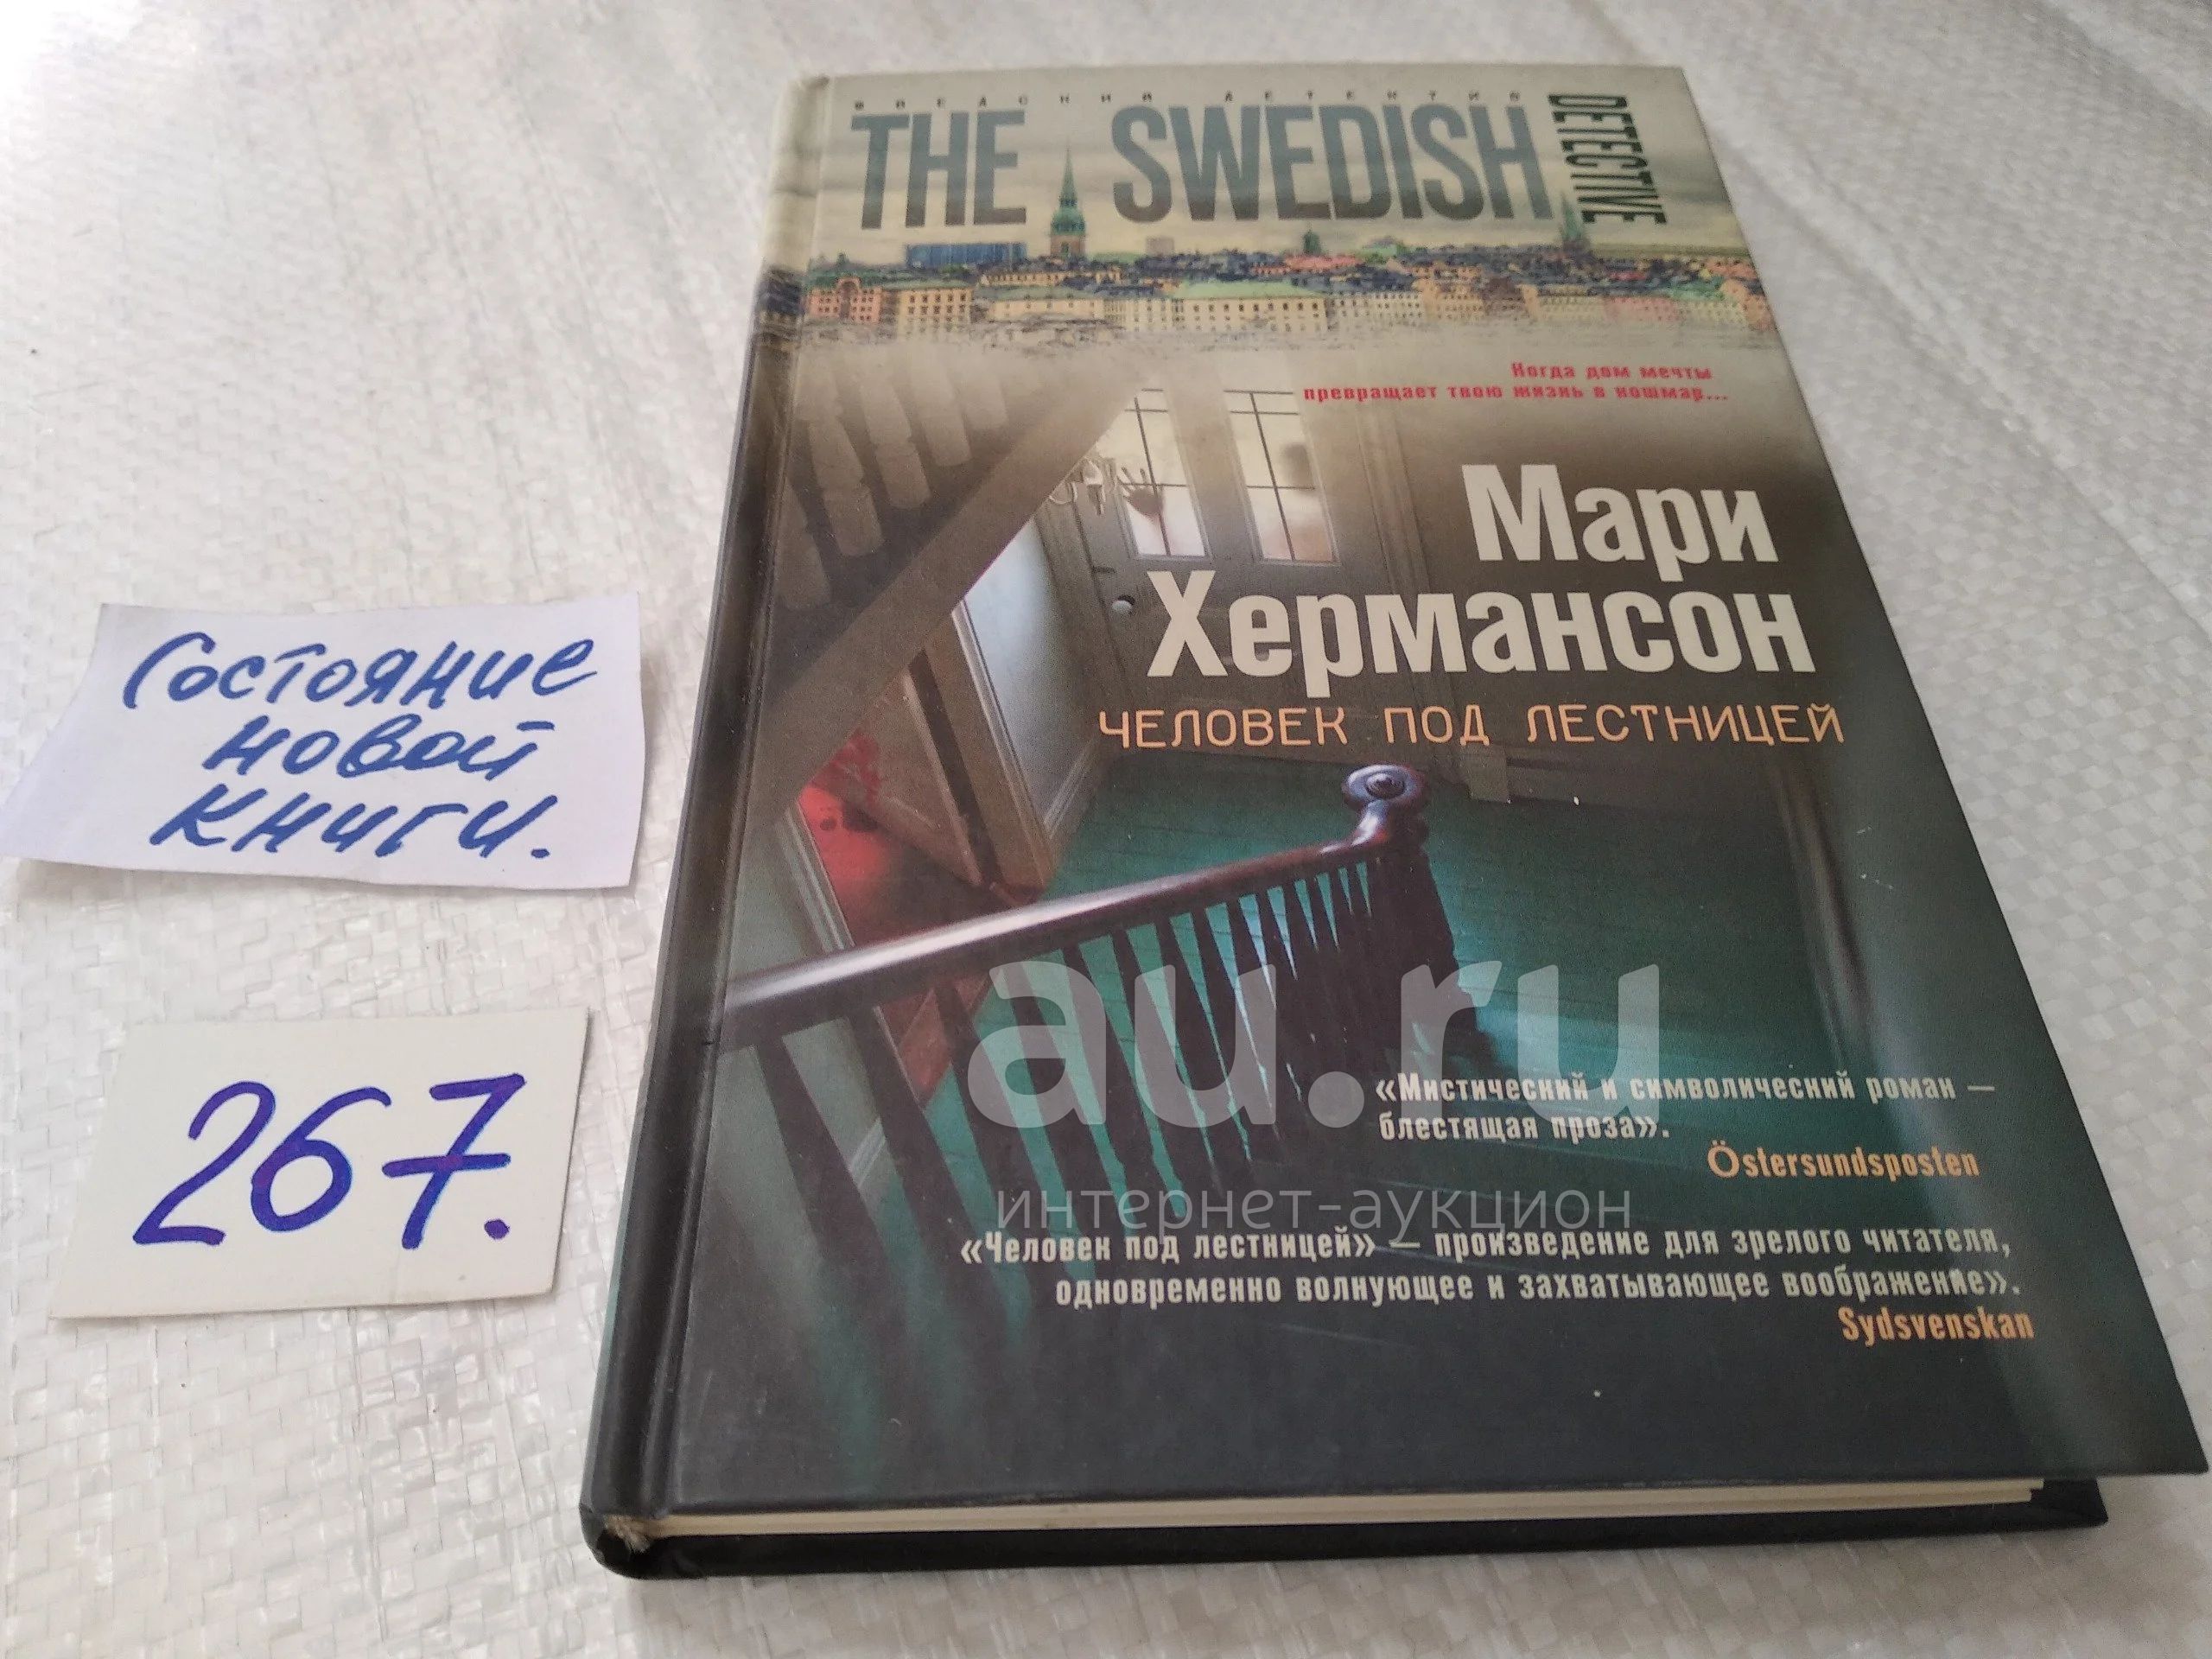 ШВЕДСКИЙ ДЕТЕКТИВ
THE SWEDISH
DETECTIVE
Когда дом мечты
превращает твою жизнь в кошмар...
Мари
Хермансон
ЧЕЛОВЕК ПОД ЛЕСТНИЦЕЙ
Состояние
новой
книги.
267.
au.ru
интернет-аукцион
«Мистический и символический роман —
блестящая проза».
Östersundsposten
«Человек под лестницей» — произведение для зрелого читателя,
одновременно волнующее и захватывающее воображение».
Sydsvenskan